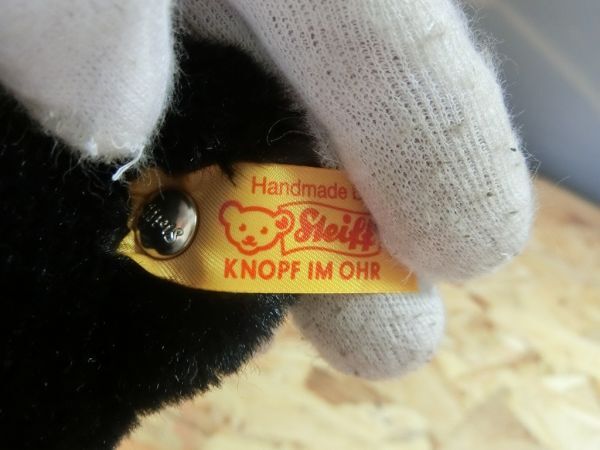 Handmade b
Steiff
KNOPF IM OHR